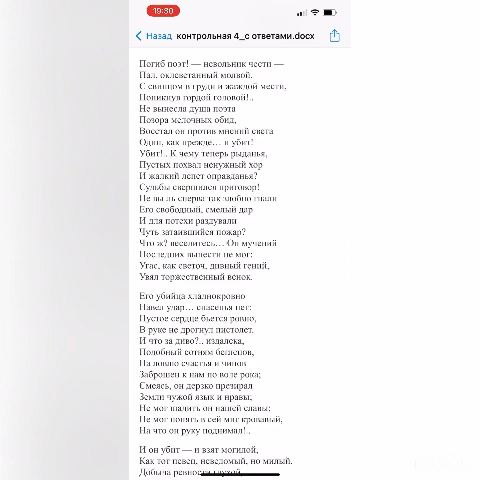 19:30
Назад контрольная 4_с ответами.docx
Погиб поэт! — невольник чести —
Пал, оклеветанный молвой,
С свинцом в груди и жаждой мести,
Поникнув гордой головой!..
Не вынесла душа поэта
Позора мелочных обид,
Восстал он против мнений света
Один, как прежде… и убит!
Убит!.. К чему теперь рыданья,
Пустых похвал ненужный хор
И жалкий лепет оправданья?
Судьбы свершился приговор!
Не вы ль сперва так злобно гнали
Его свободный, смелый дар
И для потехи раздували
Чуть затаившийся пожар?
Что ж? веселитесь… Он мучений
Последних вынести не мог:
Угас, как светоч, дивный гений,
Увял торжественный венок.
Его убийца хладнокровно
Навел удар… спасенья нет:
Пустое сердце бьется ровно,
В руке не дрогнул пистолет.
И что за диво?.. издалека,
Подобный сотням беглецов,
На ловлю счастья и чинов
Заброшен к нам по воле рока;
Смеясь, он дерзко презирал
Земли чужой язык и нравы;
Не мог щадить он нашей славы;
Не мог понять в сей миг кровавый,
На что он руку поднимал!..
И он убит — и взят могилой,
Как тот певец, неведомый, но милый,
Добыча ревности глухой